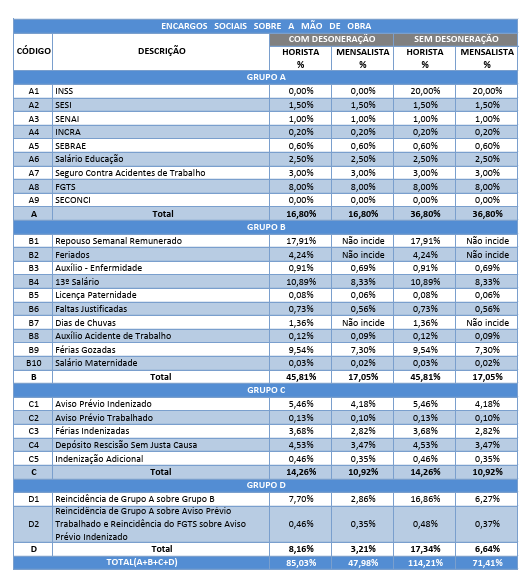 ENCARGOS SOCIAIS SOBRE A MÃO DE OBRA
COM DESONERAÇÃO SEM DESONERAÇÃO
CÓDIGO DESCRIÇÃO HORISTA % MENSALISTA % HORISTA % MENSALISTA %
GRUPO A
A1 INSS 0,00% 0,00% 20,00% 20,00%
A2 SESI 1,50% 1,50% 1,50% 1,50%
A3 SENAI 1,00% 1,00% 1,00% 1,00%
A4 INCRA 0,20% 0,20% 0,20% 0,20%
A5 SEBRAE 0,60% 0,60% 0,60% 0,60%
A6 Salário Educação 2,50% 2,50% 2,50% 2,50%
A7 Seguro Contra Acidentes de Trabalho 3,00% 3,00% 3,00% 3,00%
A8 FGTS 8,00% 8,00% 8,00% 8,00%
A9 SECONCI 0,00% 0,00% 0,00% 0,00%
A Total 16,80% 16,80% 36,80% 36,80%
GRUPO B
B1 Repouso Semanal Remunerado 17,91% Não incide 17,91% Não incide
B2 Feriados 4,24% Não incide 4,24% Não incide
B3 Auxílio - Enfermidade 0,91% 0,69% 0,91% 0,69%
B4 13º Salário 10,89% 8,33% 10,89% 8,33%
B5 Licença Paternidade 0,08% 0,06% 0,08% 0,06%
B6 Faltas Justificadas 0,73% 0,56% 0,73% 0,56%
B7 Dias de Chuvas 1,36% Não incide 1,36% Não incide
B8 Auxílio Acidente de Trabalho 0,12% 0,09% 0,12% 0,09%
B9 Férias Gozadas 9,54% 7,30% 9,54% 7,30%
B10 Salário Maternidade 0,03% 0,02% 0,03% 0,02%
B Total 45,81% 17,05% 45,81% 17,05%
GRUPO C
C1 Aviso Prévio Indenizado 5,46% 4,18% 5,46% 4,18%
C2 Aviso Prévio Trabalhado 0,13% 0,10% 0,13% 0,10%
C3 Férias Indenizadas 3,68% 2,82% 3,68% 2,82%
C4 Depósito Rescisão Sem Justa Causa 4,53% 3,47% 4,53% 3,47%
C5 Indenização Adicional 0,46% 0,35% 0,46% 0,35%
C Total 14,26% 10,92% 14,26% 10,92%
GRUPO D
D1 Reincidência de Grupo A sobre Grupo B 7,70% 2,86% 16,86% 6,27%
Reincidência de Grupo A sobre Aviso Prévio
D2 Trabalhado e Reincidência do FGTS sobre Aviso 0,46% 0,35% 0,48% 0,37%
Prévio Indenizado
D Total 8,16% 3,21% 17,34% 6,64%
TOTAL(A+B+C+D) 85,03% 47,98% 114,21% 71,41%